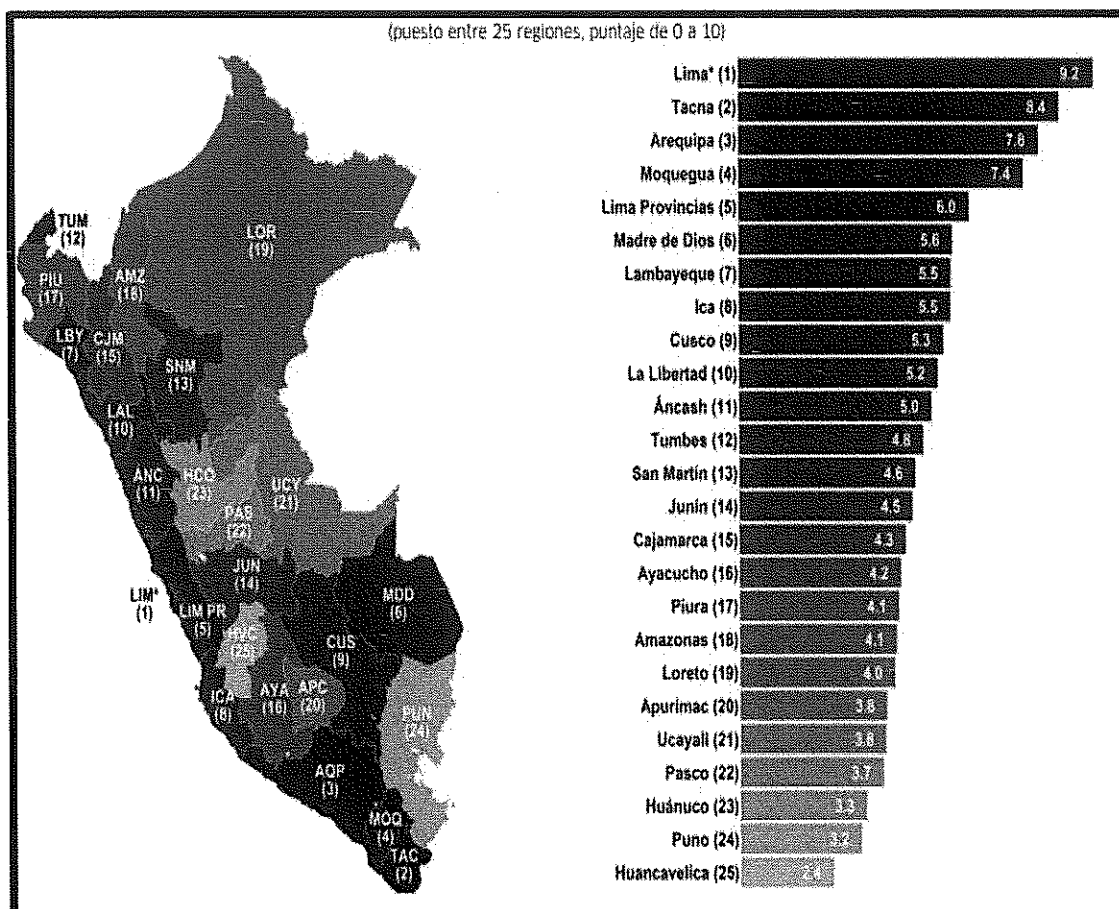 (puesto entre 25 regiones, puntaje de 0 a 10)
TUM
(12)
LOR
(19)
PIU
(17)
AMZ
(18)
LBY
(7)
CJM
(15)
SNM
(13)
LAL
(10)
ANC
(11)
HCO
(23)
UCY
(21)
PAS
(22)
JUN
(14)
LIM*
(1)
LIM PR
(5)
MDD
(6)
HVC
(25)
CUS
(9)
ICA
(8)
AYA
(16)
APC
(20)
PUN
(24)
AQP
(3)
MOQ
(4)
TAC
(2)
Lima* (1) 9.2
Tacna (2) 8.4
Arequipa (3) 7.8
Moquegua (4) 7.4
Lima Provincias (5) 6.0
Madre de Dios (6) 5.6
Lambayeque (7) 5.5
Ica (8) 5.5
Cusco (9) 5.3
La Libertad (10) 5.2
Áncash (11) 5.0
Tumbes (12) 4.8
San Martín (13) 4.6
Junín (14) 4.5
Cajamarca (15) 4.3
Ayacucho (16) 4.2
Piura (17) 4.1
Amazonas (18) 4.1
Loreto (19) 4.0
Apurímac (20) 3.8
Ucayali (21) 3.8
Pasco (22) 3.7
Huánuco (23) 3.3
Puno (24) 3.2
Huancavelica (25)